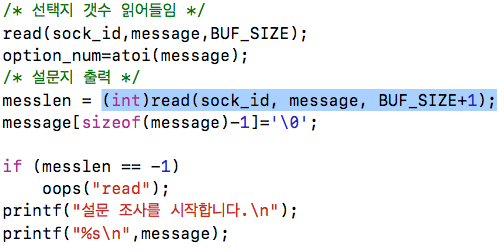 /* 선택지 갯수 읽어들임 */
read(sock_id,message,BUF_SIZE);
option_num=atoi(message);
/* 설문지 출력 */
messlen = (int)read(sock_id, message, BUF_SIZE+1);
message[sizeof(message)-1]='\0';
if (messlen == -1)
oops("read");
printf("설문 조사를 시작합니다.\n");
printf("%s\n",message);